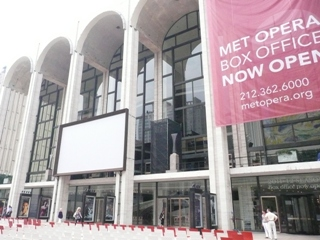 MET OPERA
BOX OFFICE
NOW OPEN
212.362.6000
metopera.org